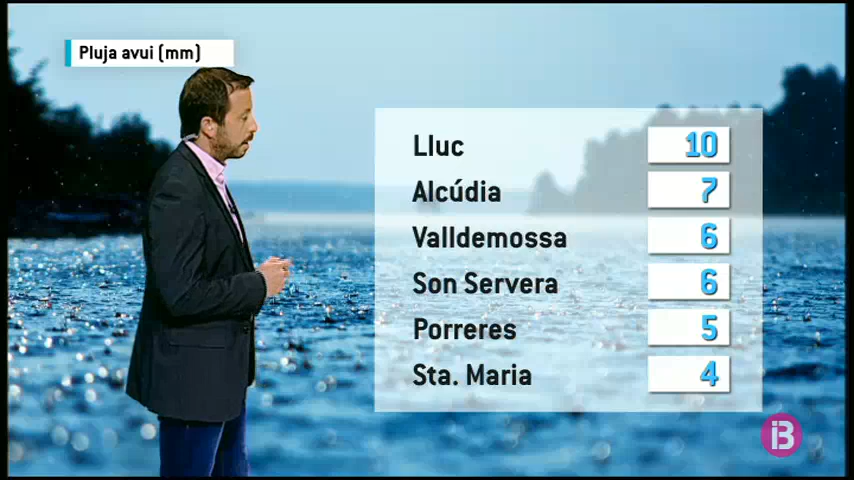 Pluja avui (mm)
Lluc 10
Alcúdia 7
Valldemossa 6
Son Servera 6
Porreres 5
Sta. Maria 4
IB